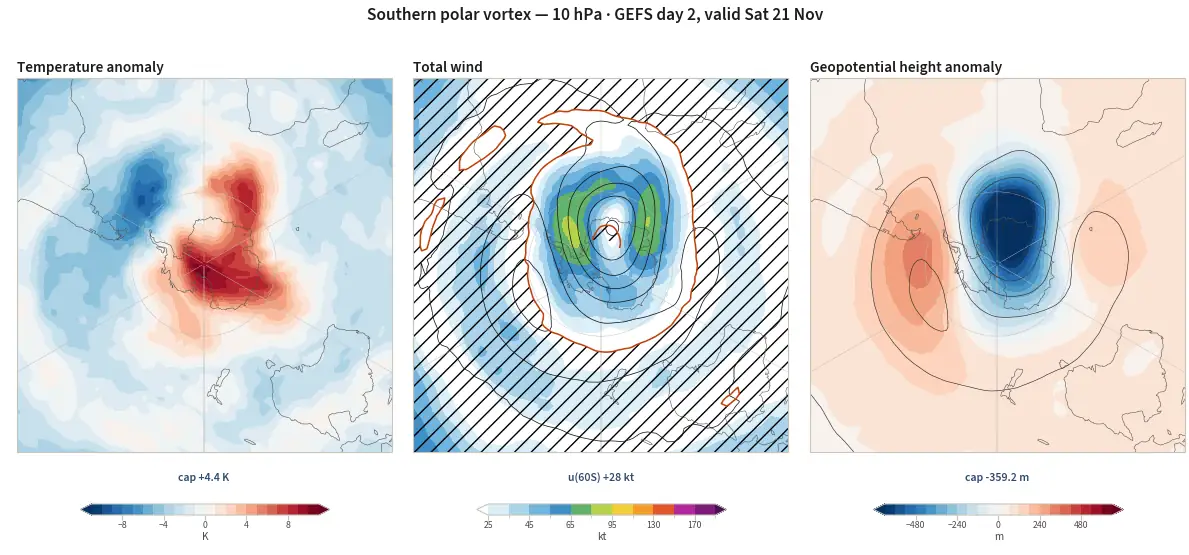 Southern polar vortex — 10 hPa · GEFS day 2, valid Sat 21 Nov
Temperature anomaly
Total wind
Geopotential height anomaly
cap +4.4 K
u(60S) +28 kt
cap -359.2 m
−8 −4 0 4 8
K
25 45 65 95 130 170
kt
−480 −240 0 240 480
m